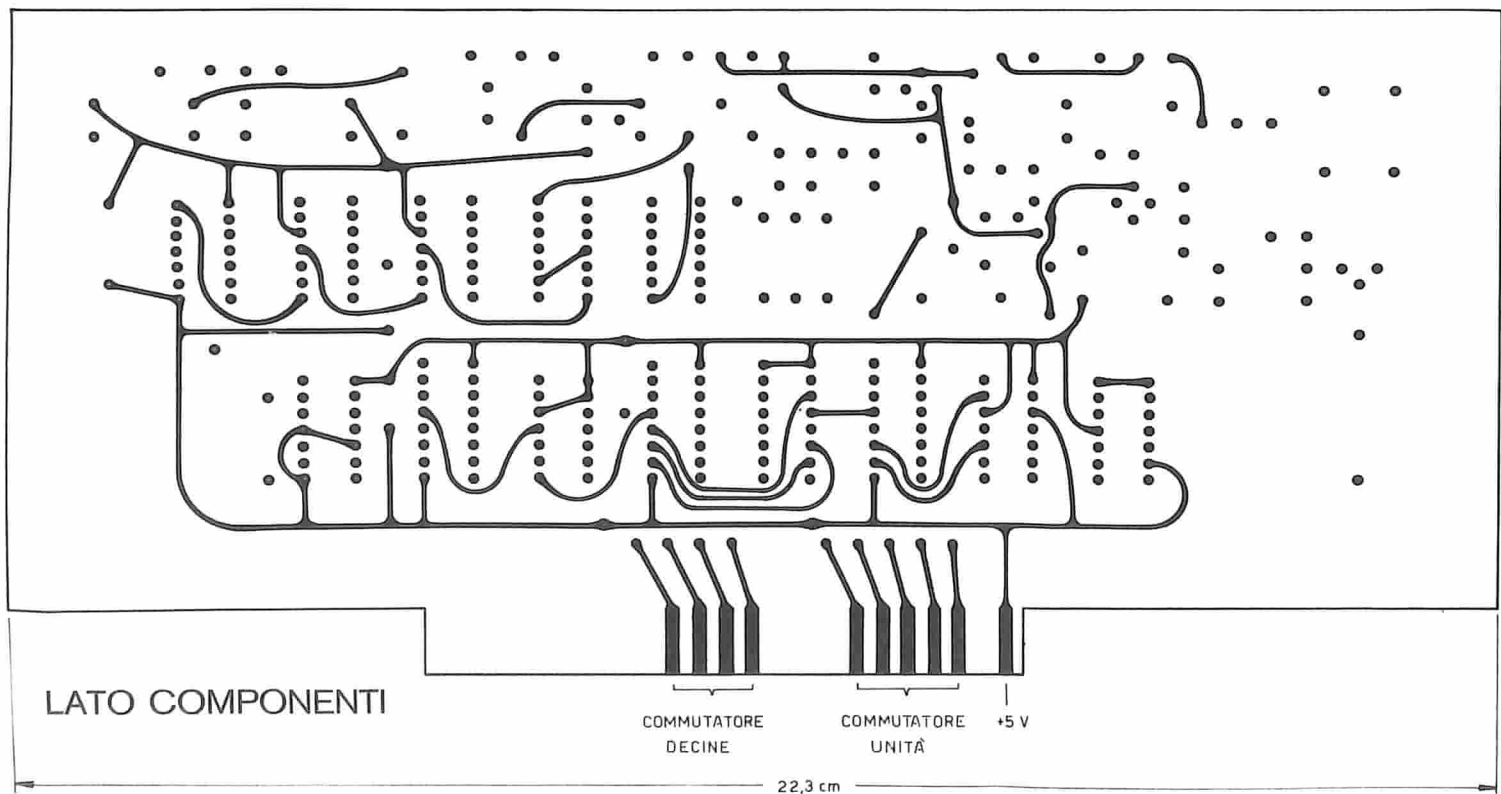 LATO COMPONENTI
COMMUTATORE
DECINE
COMMUTATORE
UNITÀ
+5 V
22,3 cm